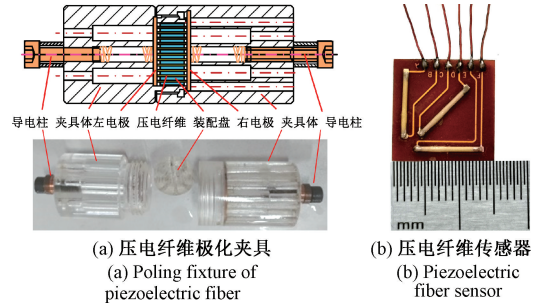 导电柱 夹具体 左电极 压电纤维 装配盘 右电极 夹具体 导电柱
A B C D E F
mm
(a) 压电纤维极化夹具
(a) Poling fixture of
piezoelectric fiber
(b) 压电纤维传感器
(b) Piezoelectric
fiber sensor